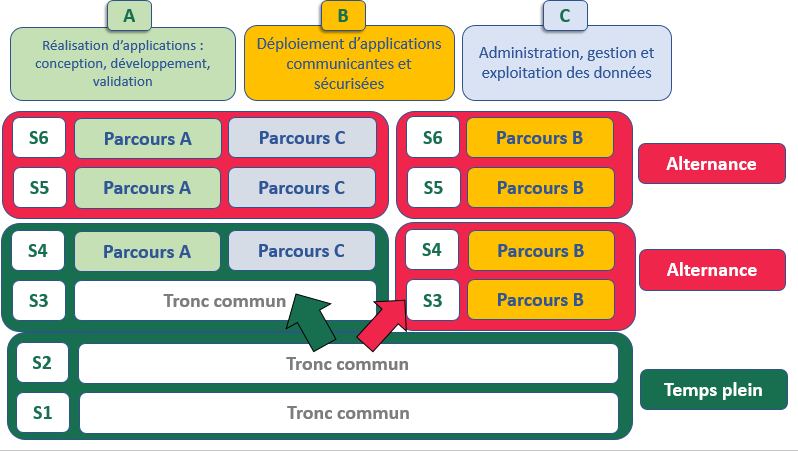 A
Réalisation d'applications :
conception, développement,
validation
B
Déploiement d'applications
communicantes et
sécurisées
C
Administration, gestion et
exploitation des données
S6 Parcours A Parcours C
S5 Parcours A Parcours C
S6 Parcours B
S5 Parcours B
Alternance
S4 Parcours A Parcours C
S3 Tronc commun
S4 Parcours B
S3 Parcours B
Alternance
S2 Tronc commun
S1 Tronc commun
Temps plein